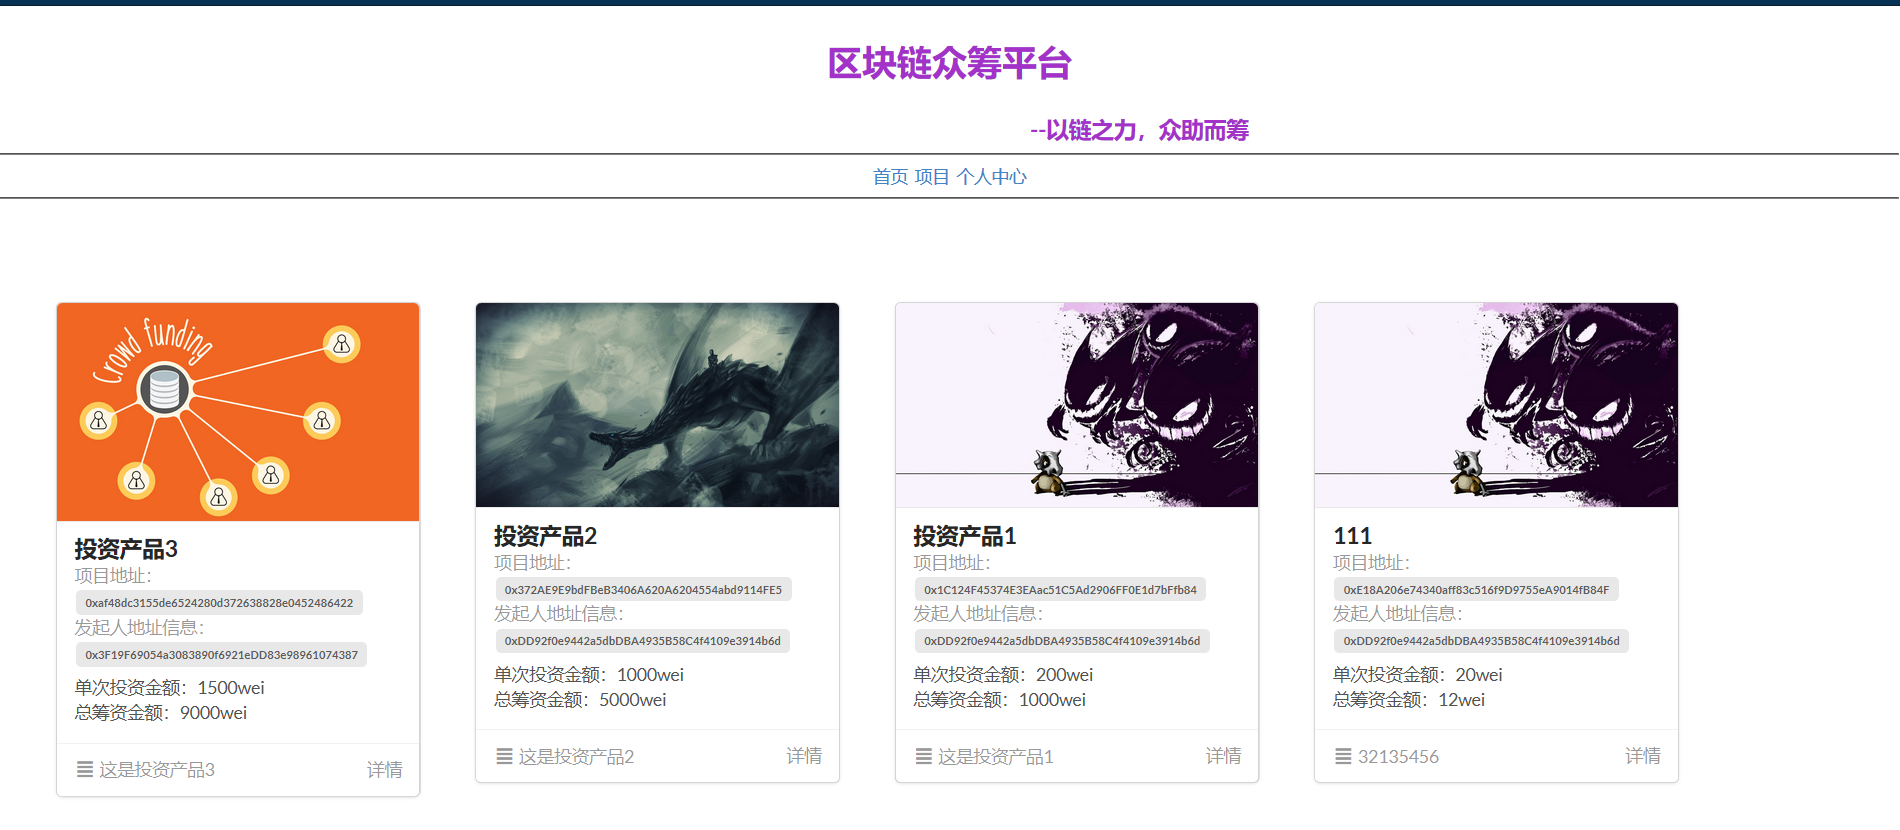 区块链众筹平台
--以链之力，众助而筹
首页 项目 个人中心
Crowd funding
投资产品3
项目地址：
0xaf48dc3155de6524280d372638828e0452486422
发起人地址信息：
0x3F19F69054a3083890f6921eDD83e98961074387
单次投资金额：1500wei
总筹资金额：9000wei
这是投资产品3 详情
投资产品2
项目地址：
0x372AE9E9bdFBeB3406A620A6204554abd9114FE5
发起人地址信息：
0xDD92f0e9442a5dbDBA4935B58C4f4109e3914b6d
单次投资金额：1000wei
总筹资金额：5000wei
这是投资产品2 详情
投资产品1
项目地址：
0x1C124F45374E3EAac51C5Ad2906FF0E1d7bFfb84
发起人地址信息：
0xDD92f0e9442a5dbDBA4935B58C4f4109e3914b6d
单次投资金额：200wei
总筹资金额：1000wei
这是投资产品1 详情
111
项目地址：
0xE18A206e74340aff83c516f9D9755eA9014fB84F
发起人地址信息：
0xDD92f0e9442a5dbDBA4935B58C4f4109e3914b6d
单次投资金额：20wei
总筹资金额：12wei
32135456 详情